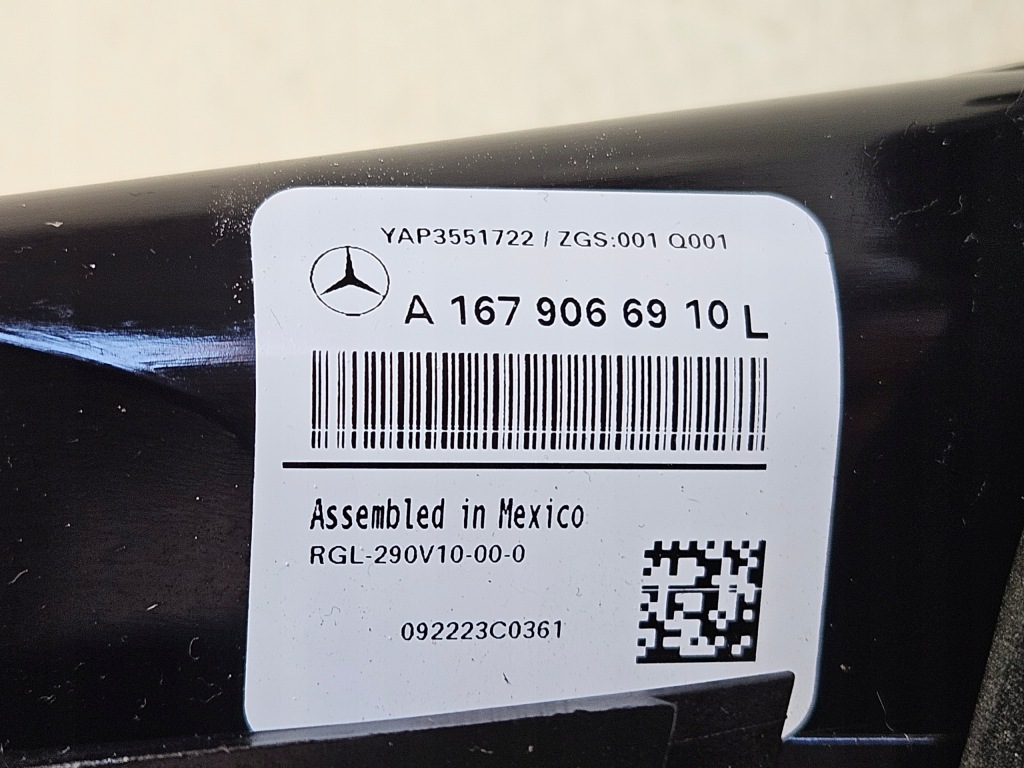 YAP3551722 / ZGS:001 Q001
A 167 906 69 10 L
Assembled in Mexico
RGL-290V10-00-0
092223C0361